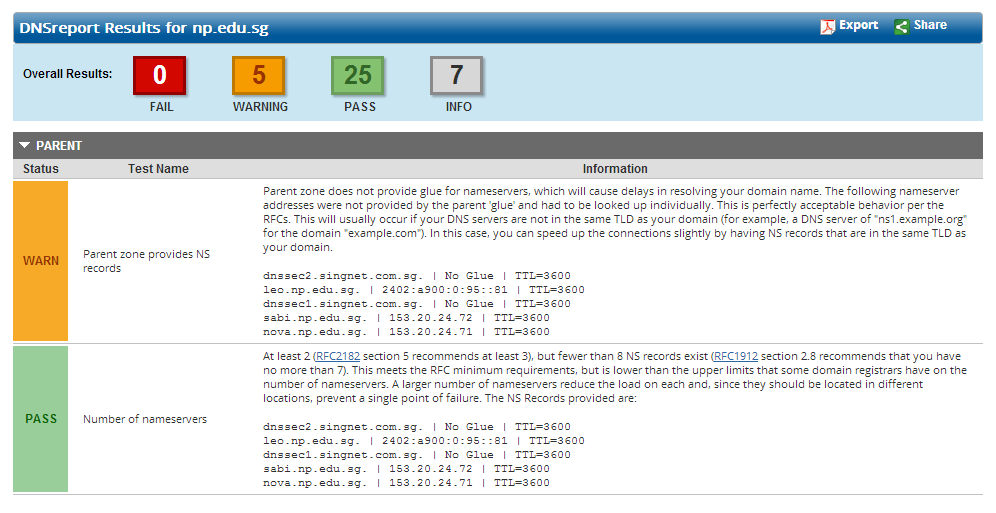 DNSreport Results for np.edu.sg
Export
Share
Overall Results:
0
5
25
7
FAIL
WARNING
PASS
INFO
PARENT
Status
Test Name
Information
WARN
Parent zone provides NS
records
Parent zone does not provide glue for nameservers, which will cause delays in resolving your domain name. The following nameserver
addresses were not provided by the parent 'glue' and had to be looked up individually. This is perfectly acceptable behavior per the
RFCs. This will usually occur if your DNS servers are not in the same TLD as your domain (for example, a DNS server of "ns1.example.org"
for the domain "example.com"). In this case, you can speed up the connections slightly by having NS records that are in the same TLD as
your domain.
dnssec2.singnet.com.sg. | No Glue | TTL=3600
leo.np.edu.sg. | 2402:a900:0:95::81 | TTL=3600
dnssec1.singnet.com.sg. | No Glue | TTL=3600
sabi.np.edu.sg. | 153.20.24.72 | TTL=3600
nova.np.edu.sg. | 153.20.24.71 | TTL=3600
PASS
Number of nameservers
At least 2 (RFC2182 section 5 recommends at least 3), but fewer than 8 NS records exist (RFC1912 section 2.8 recommends that you have
no more than 7). This meets the RFC minimum requirements, but is lower than the upper limits that some domain registrars have on the
number of nameservers. A larger number of nameservers reduce the load on each and, since they should be located in different
locations, prevent a single point of failure. The NS Records provided are:
dnssec2.singnet.com.sg. | No Glue | TTL=3600
leo.np.edu.sg. | 2402:a900:0:95::81 | TTL=3600
dnssec1.singnet.com.sg. | No Glue | TTL=3600
sabi.np.edu.sg. | 153.20.24.72 | TTL=3600
nova.np.edu.sg. | 153.20.24.71 | TTL=3600